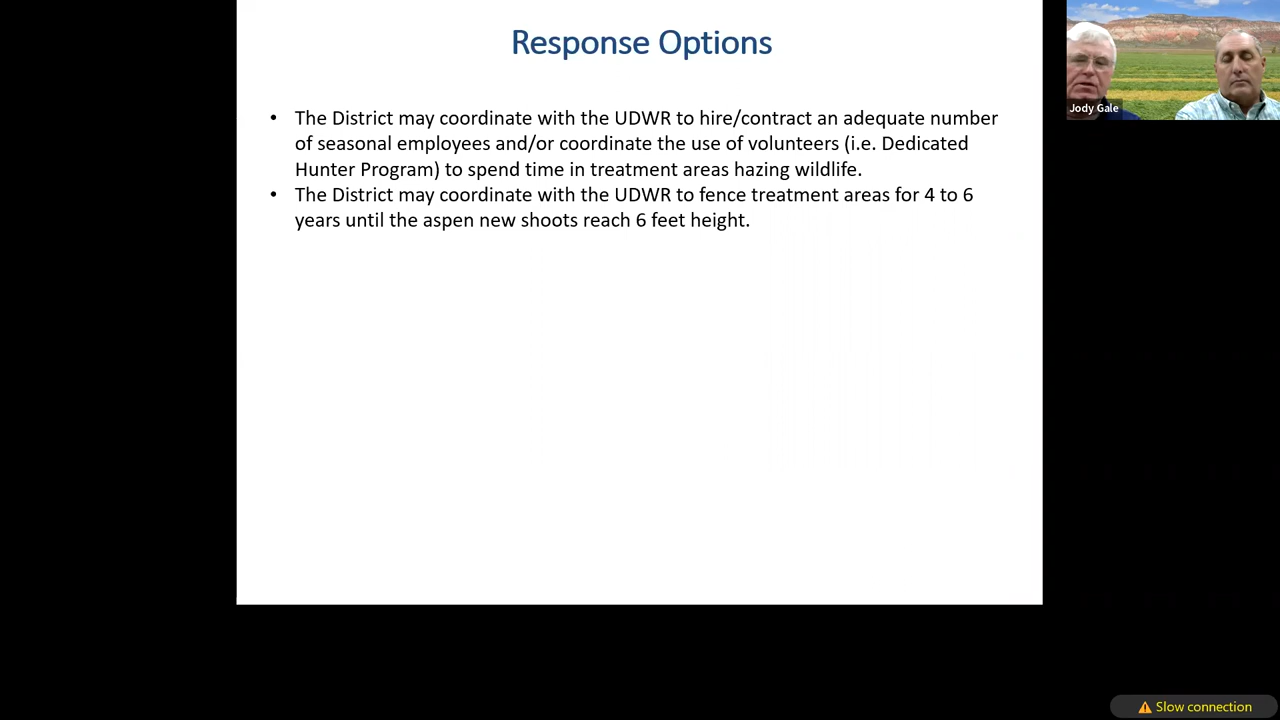 Response Options
• The District may coordinate with the UDWR to hire/contract an adequate number
of seasonal employees and/or coordinate the use of volunteers (i.e. Dedicated
Hunter Program) to spend time in treatment areas hazing wildlife.
• The District may coordinate with the UDWR to fence treatment areas for 4 to 6
years until the aspen new shoots reach 6 feet height.
Jody Gale
Slow connection